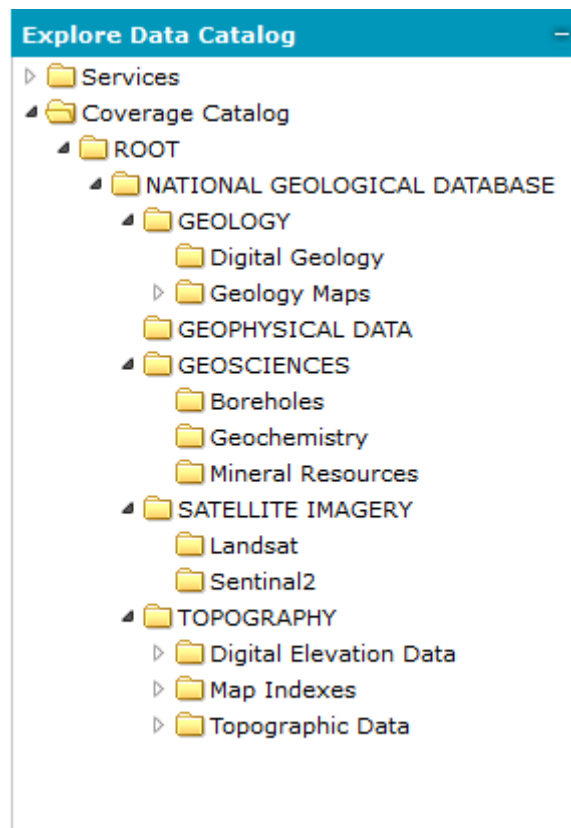 Explore Data Catalog
Services
Coverage Catalog
ROOT
NATIONAL GEOLOGICAL DATABASE
GEOLOGY
Digital Geology
Geology Maps
GEOPHYSICAL DATA
GEOSCIENCES
Boreholes
Geochemistry
Mineral Resources
SATELLITE IMAGERY
Landsat
Sentinal2
TOPOGRAPHY
Digital Elevation Data
Map Indexes
Topographic Data